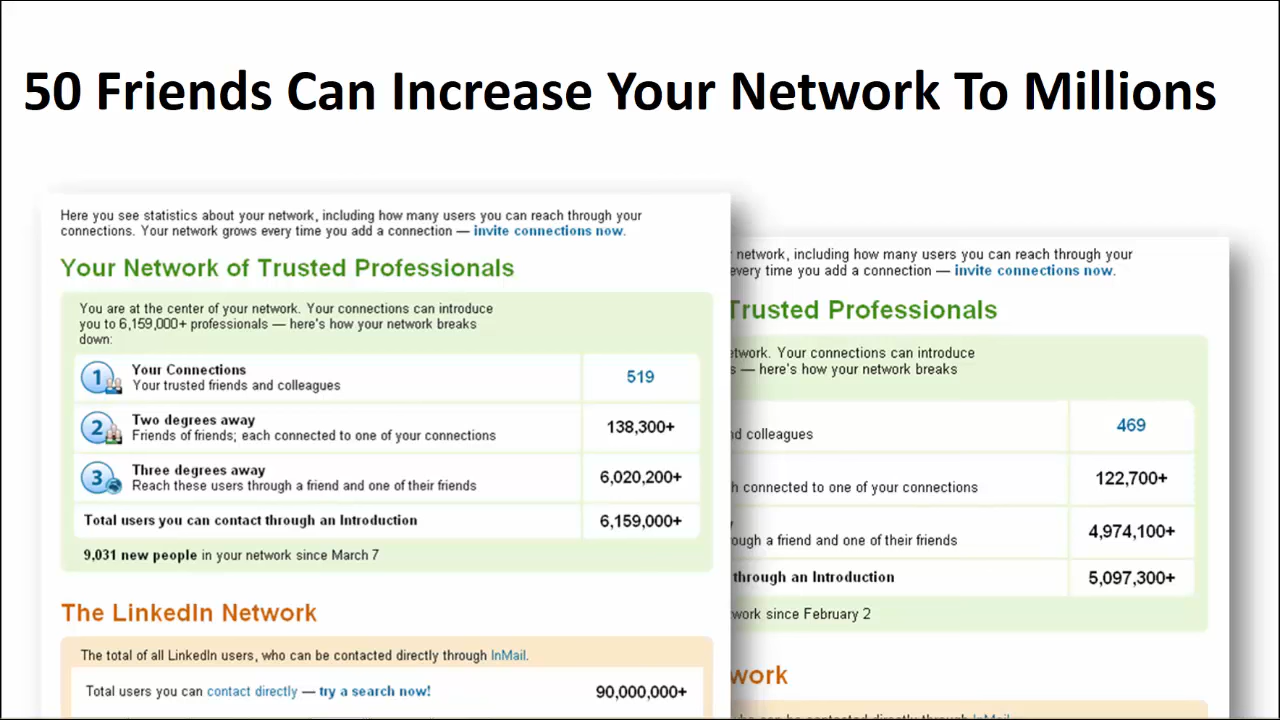 50 Friends Can Increase Your Network To Millions
Here you see statistics about your network, including how many users you can reach through your
connections. Your network grows every time you add a connection — invite connections now.
Your Network of Trusted Professionals
You are at the center of your network. Your connections can introduce
you to 6,159,000+ professionals — here's how your network breaks
down:
1 Your Connections 519
Your trusted friends and colleagues
2 Two degrees away 138,300+
Friends of friends; each connected to one of your connections
3 Three degrees away 6,020,200+
Reach these users through a friend and one of their friends
Total users you can contact through an Introduction 6,159,000+
9,031 new people in your network since March 7
The LinkedIn Network
The total of all LinkedIn users, who can be contacted directly through InMail.
Total users you can contact directly — try a search now! 90,000,000+
network, including how many users you can reach through your
every time you add a connection — invite connections now.
Trusted Professionals
Your connections can introduce
— here's how your network breaks
colleagues 469
connected to one of your connections 122,700+
a friend and one of their friends 4,974,100+
through an Introduction 5,097,300+
since February 2